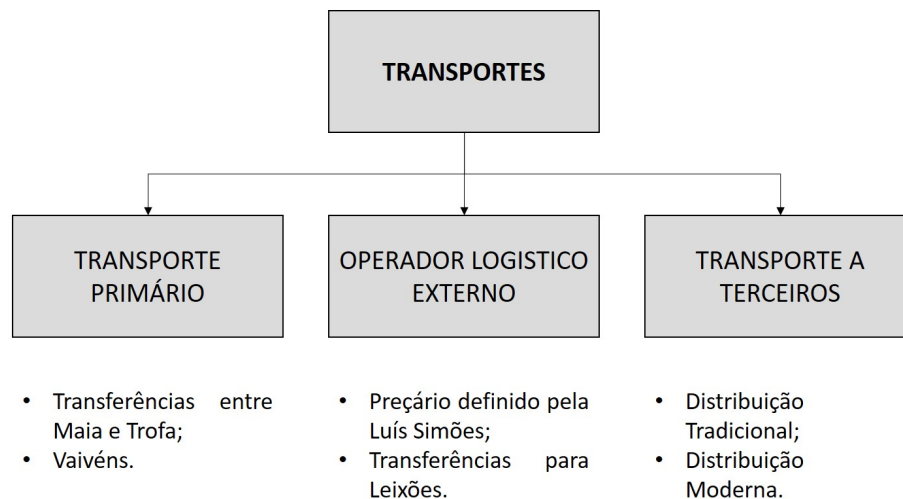 TRANSPORTES
TRANSPORTE
PRIMÁRIO
OPERADOR LOGISTICO
EXTERNO
TRANSPORTE A
TERCEIROS
• Transferências entre
Maia e Trofa;
• Vaivéns.
• Preçário definido pela
Luís Simões;
• Transferências para
Leixões.
• Distribuição
Tradicional;
• Distribuição
Moderna.